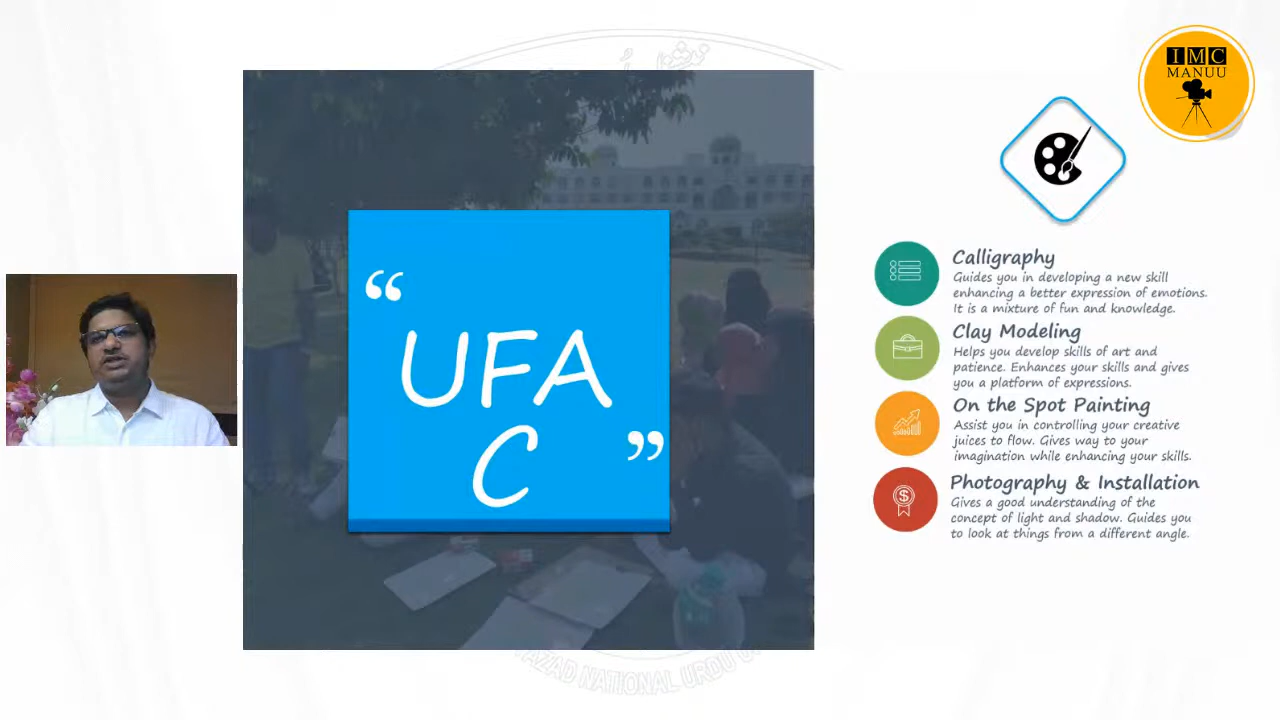 IMC
MANUU
“
UFA
C
”
Calligraphy
Guides you in developing a new skill
enhancing a better expression of emotions.
It is a mixture of fun and knowledge.
Clay Modeling
Helps you develop skills of art and
patience. Enhances your skills and gives
you a platform of expressions.
On the Spot Painting
Assist you in controlling your creative
juices to flow. Gives way to your
imagination while enhancing your skills.
$
Photography & Installation
Gives a good understanding of the
concept of light and shadow. Guides you
to look at things from a different angle.
AZAD NATIONAL URDU